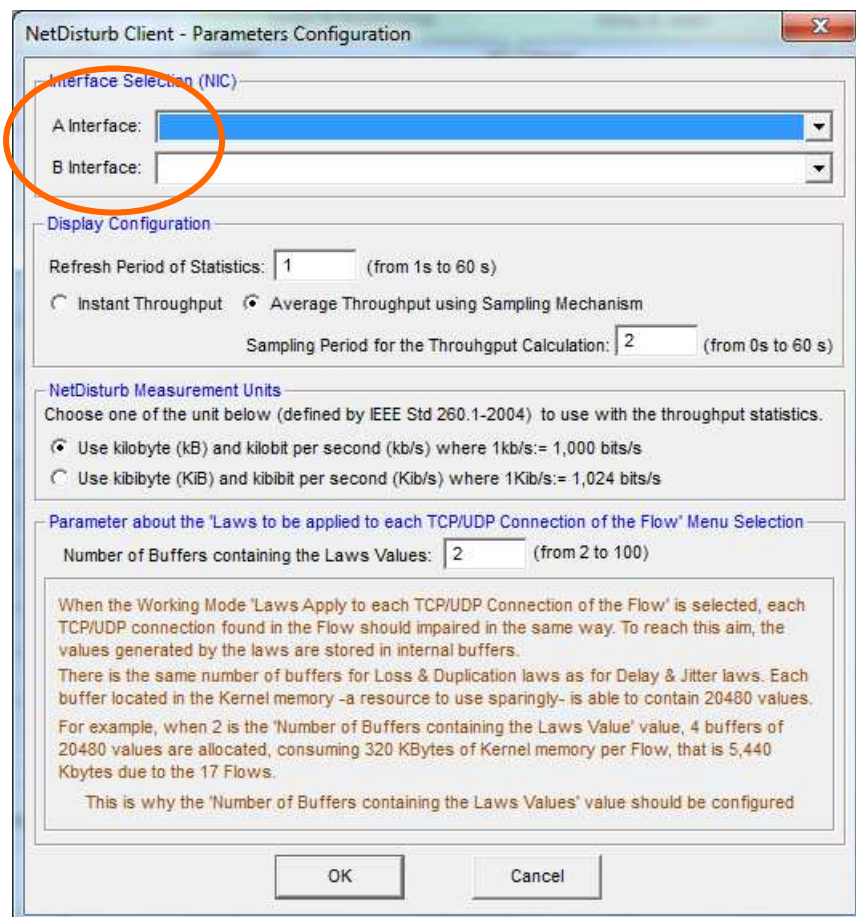 NetDisturb Client - Parameters Configuration
Interface Selection (NIC)
A Interface:
B Interface:
Display Configuration
Refresh Period of Statistics: 1 (from 1s to 60 s)
Instant Throughput Average Throughput using Sampling Mechanism
Sampling Period for the Throuhgput Calculation: 2 (from 0s to 60 s)
NetDisturb Measurement Units
Choose one of the unit below (defined by IEEE Std 260.1-2004) to use with the throughput statistics.
Use kilobyte (kB) and kilobit per second (kb/s) where 1kb/s:= 1,000 bits/s
Use kibibyte (KiB) and kibibit per second (Kib/s) where 1Kib/s:= 1,024 bits/s
Parameter about the 'Laws to be applied to each TCP/UDP Connection of the Flow' Menu Selection
Number of Buffers containing the Laws Values: 2 (from 2 to 100)
When the Working Mode 'Laws Apply to each TCP/UDP Connection of the Flow' is selected, each
TCP/UDP connection found in the Flow should impaired in the same way. To reach this aim, the
values generated by the laws are stored in internal buffers.
There is the same number of buffers for Loss & Duplication laws as for Delay & Jitter laws. Each
buffer located in the Kernel memory -a resource to use sparingly- is able to contain 20480 values.
For example, when 2 is the 'Number of Buffers containing the Laws Value' value, 4 buffers of
20480 values are allocated, consuming 320 KBytes of Kernel memory per Flow, that is 5,440
Kbytes due to the 17 Flows.
This is why the 'Number of Buffers containing the Laws Values' value should be configured
OK Cancel